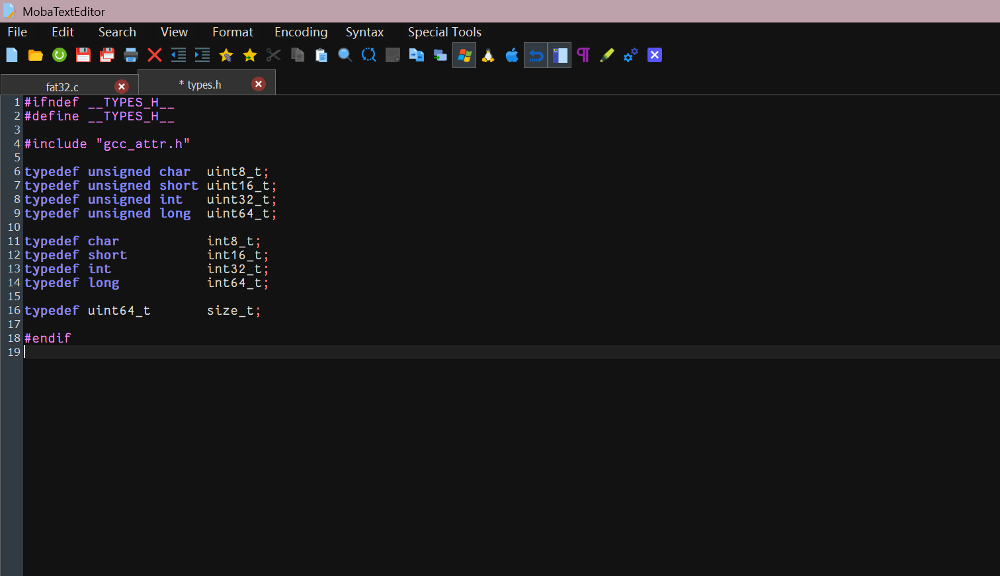 MobaTextEditor
File Edit Search View Format Encoding Syntax Special Tools
fat32.c * types.h
1 #ifndef __TYPES_H__
2 #define __TYPES_H__
3
4 #include "gcc_attr.h"
5
6 typedef unsigned char  uint8_t;
7 typedef unsigned short uint16_t;
8 typedef unsigned int   uint32_t;
9 typedef unsigned long  uint64_t;
10
11 typedef char           int8_t;
12 typedef short          int16_t;
13 typedef int            int32_t;
14 typedef long           int64_t;
15
16 typedef uint64_t       size_t;
17
18 #endif
19